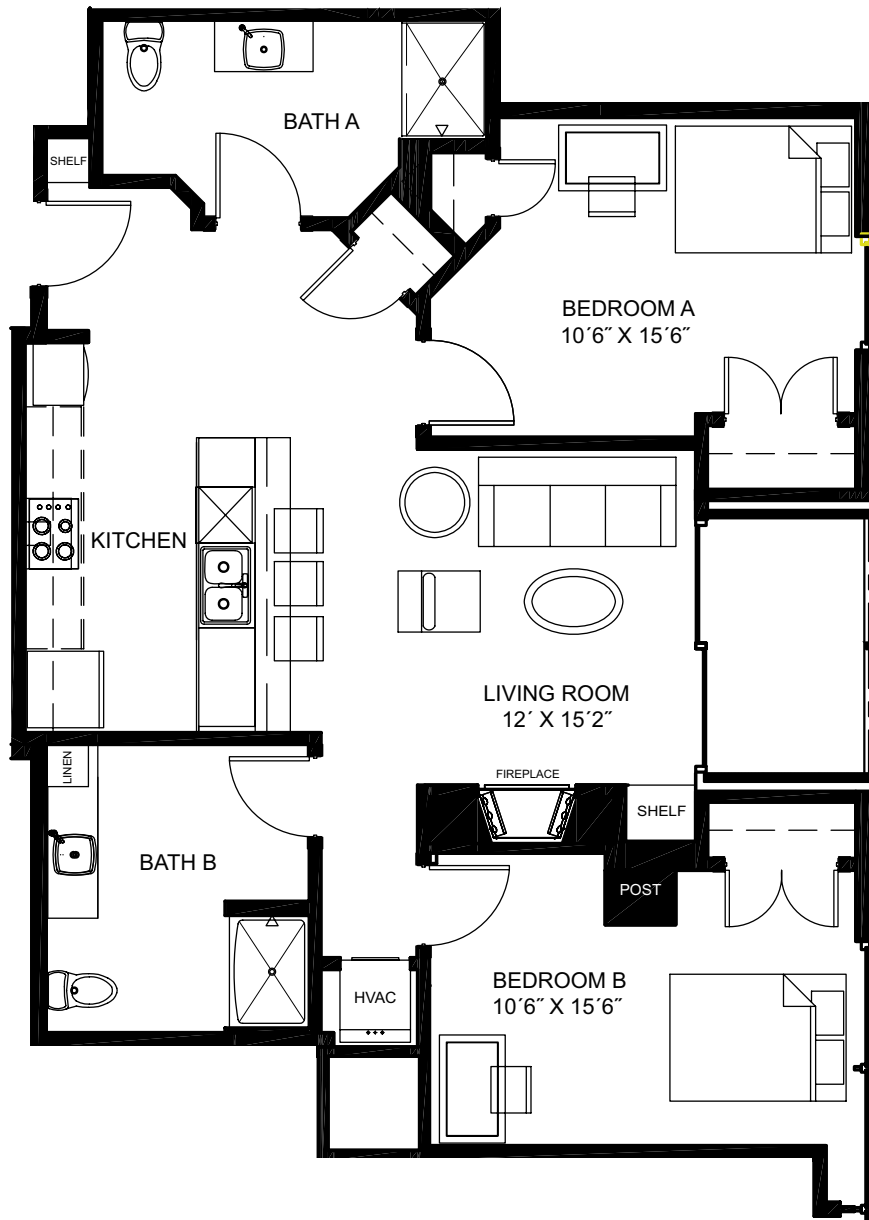 BATH A
SHELF
BEDROOM A
10´6˝ X 15´6˝
KITCHEN
LIVING ROOM
12´ X 15´2˝
FIREPLACE
LINEN
SHELF
BATH B
POST
BEDROOM B
10´6˝ X 15´6˝
HVAC